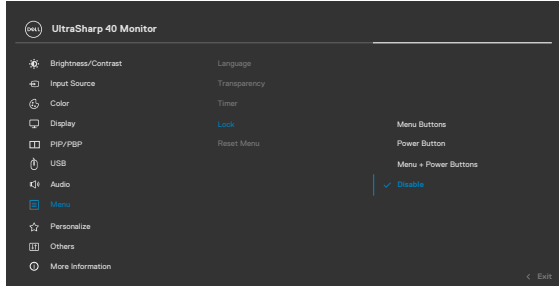 DELL
UltraSharp 40 Monitor
Brightness/Contrast
Input Source
Color
Display
PIP/PBP
USB
Audio
Menu
Personalize
Others
More Information
Language
Transparency
Timer
Lock
Reset Menu
Menu Buttons
Power Button
Menu + Power Buttons
Disable
Exit